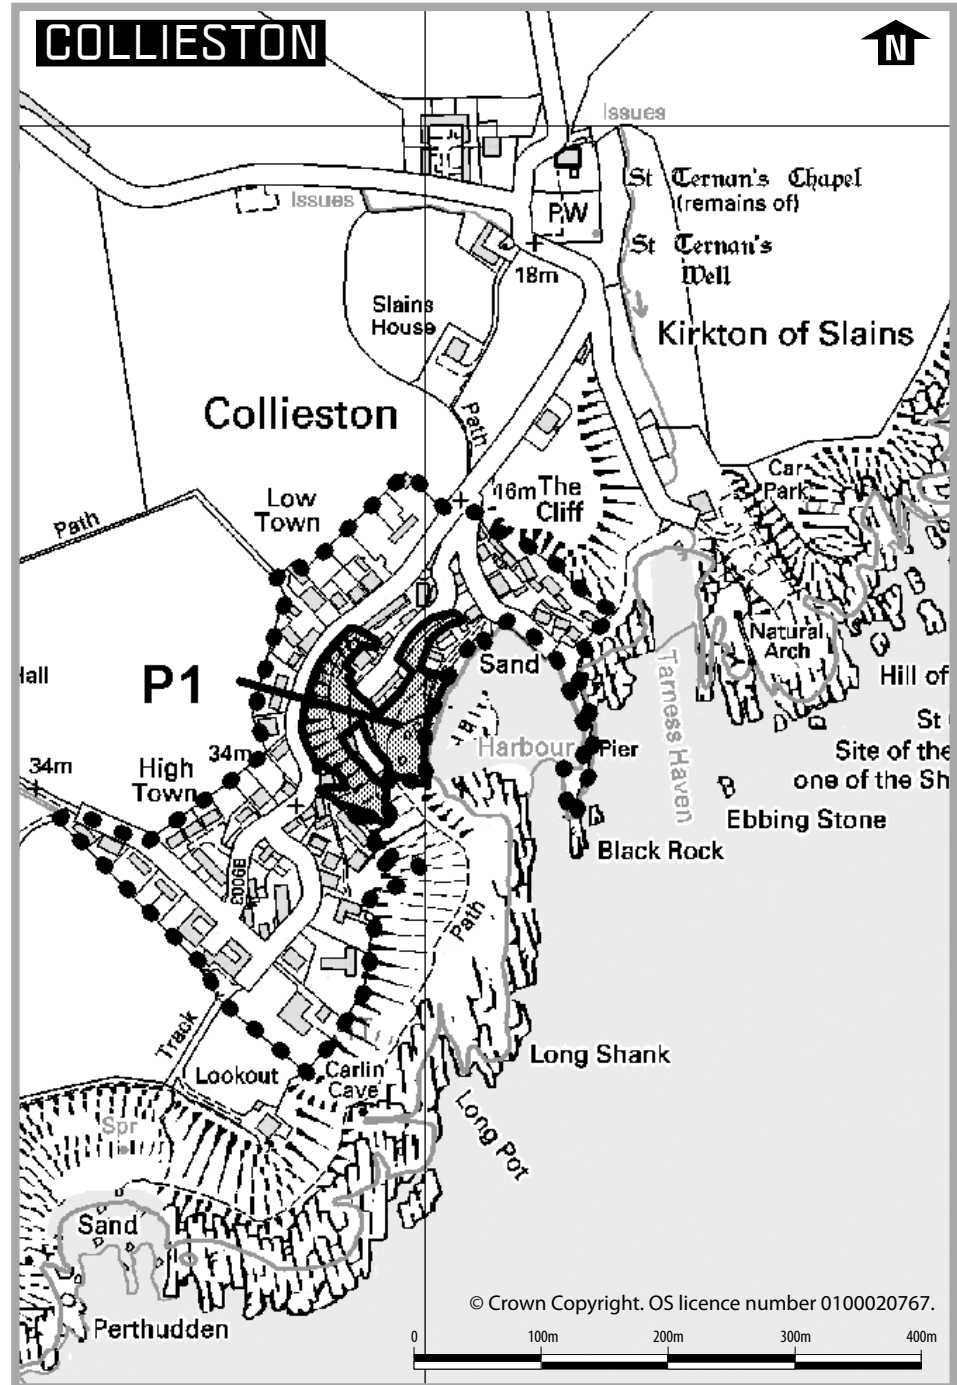 COLLIESTON
N
Issues
St Ternan's Chapel
(remains of)
Issues
PW
St Ternan's
Well
18m
Slains
House
Kirkton of Slains
Collieston
Path
Car
Park
16m
The
Cliff
Low
Town
Path
Natural
Arch
Sand
P1
Tarness Haven
Hill of
St
Harbour
Pier
Site of the
34m
High
Town
34m
one of the Sh
Ebbing Stone
Black Rock
B9003
Path
Track
Long Shank
Lookout
Carlin
Cave
Long Pot
Spr
Sand
© Crown Copyright. OS licence number 0100020767.
Perthudden
0 100m 200m 300m 400m